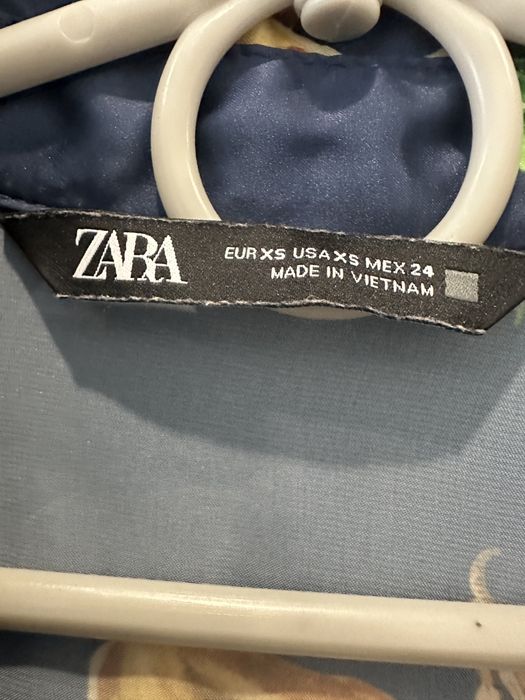 ZARA
EUR XS USA XS MEX 24
MADE IN VIETNAM